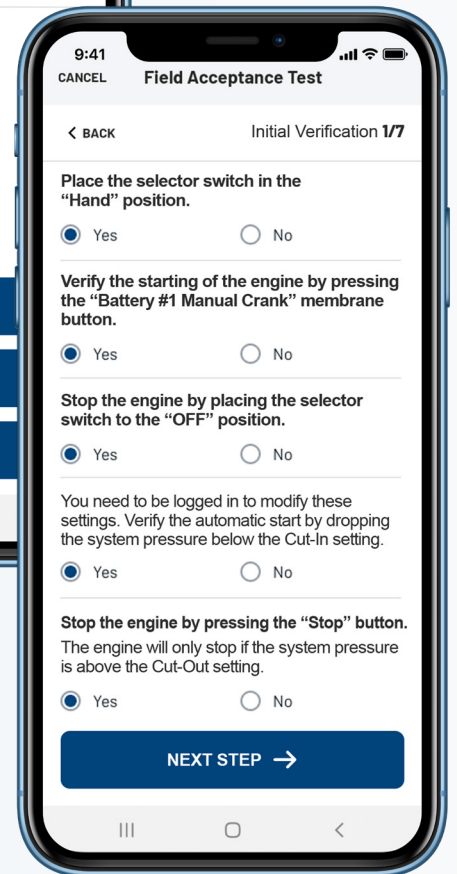 9:41
CANCEL Field Acceptance Test
BACK Initial Verification 1/7
Place the selector switch in the
“Hand” position.
Yes No
Verify the starting of the engine by pressing
the “Battery #1 Manual Crank” membrane
button.
Yes No
Stop the engine by placing the selector
switch to the “OFF” position.
Yes No
You need to be logged in to modify these
settings. Verify the automatic start by dropping
the system pressure below the Cut-In setting.
Yes No
Stop the engine by pressing the “Stop” button.
The engine will only stop if the system pressure
is above the Cut-Out setting.
Yes No
NEXT STEP